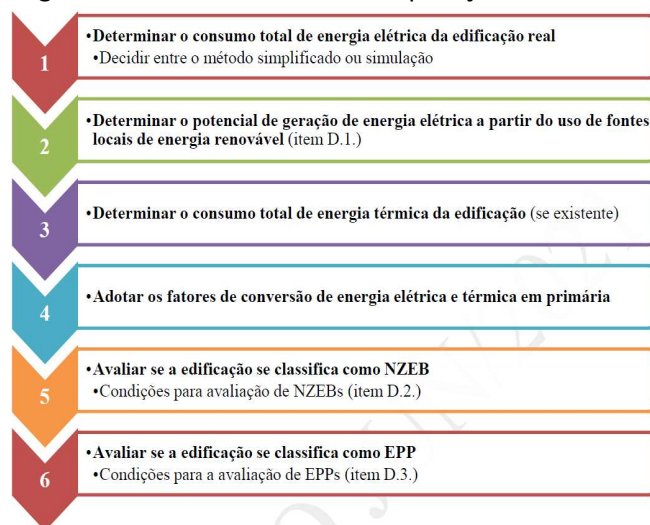 1
•Determinar o consumo total de energia elétrica da edificação real
•Decidir entre o método simplificado ou simulação
2
•Determinar o potencial de geração de energia elétrica a partir do uso de fontes
locais de energia renovável (item D.1.)
3
•Determinar o consumo total de energia térmica da edificação (se existente)
4
•Adotar os fatores de conversão de energia elétrica e térmica em primária
5
•Avaliar se a edificação se classifica como NZEB
•Condições para avaliação de NZEBs (item D.2.)
6
•Avaliar se a edificação se classifica como EPP
•Condições para a avaliação de EPPs (item D.3.)